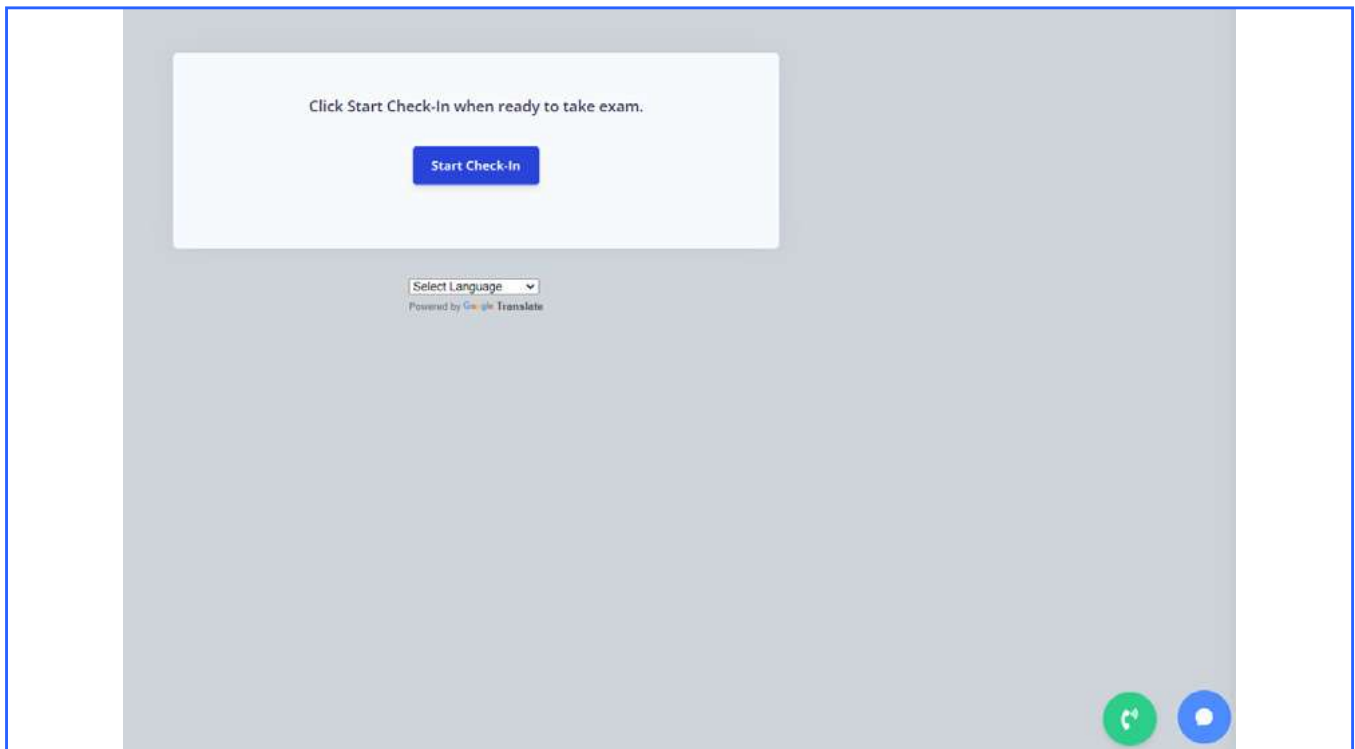 Click Start Check-In when ready to take exam.
Start Check-In
Select Language
Powered by Google Translate